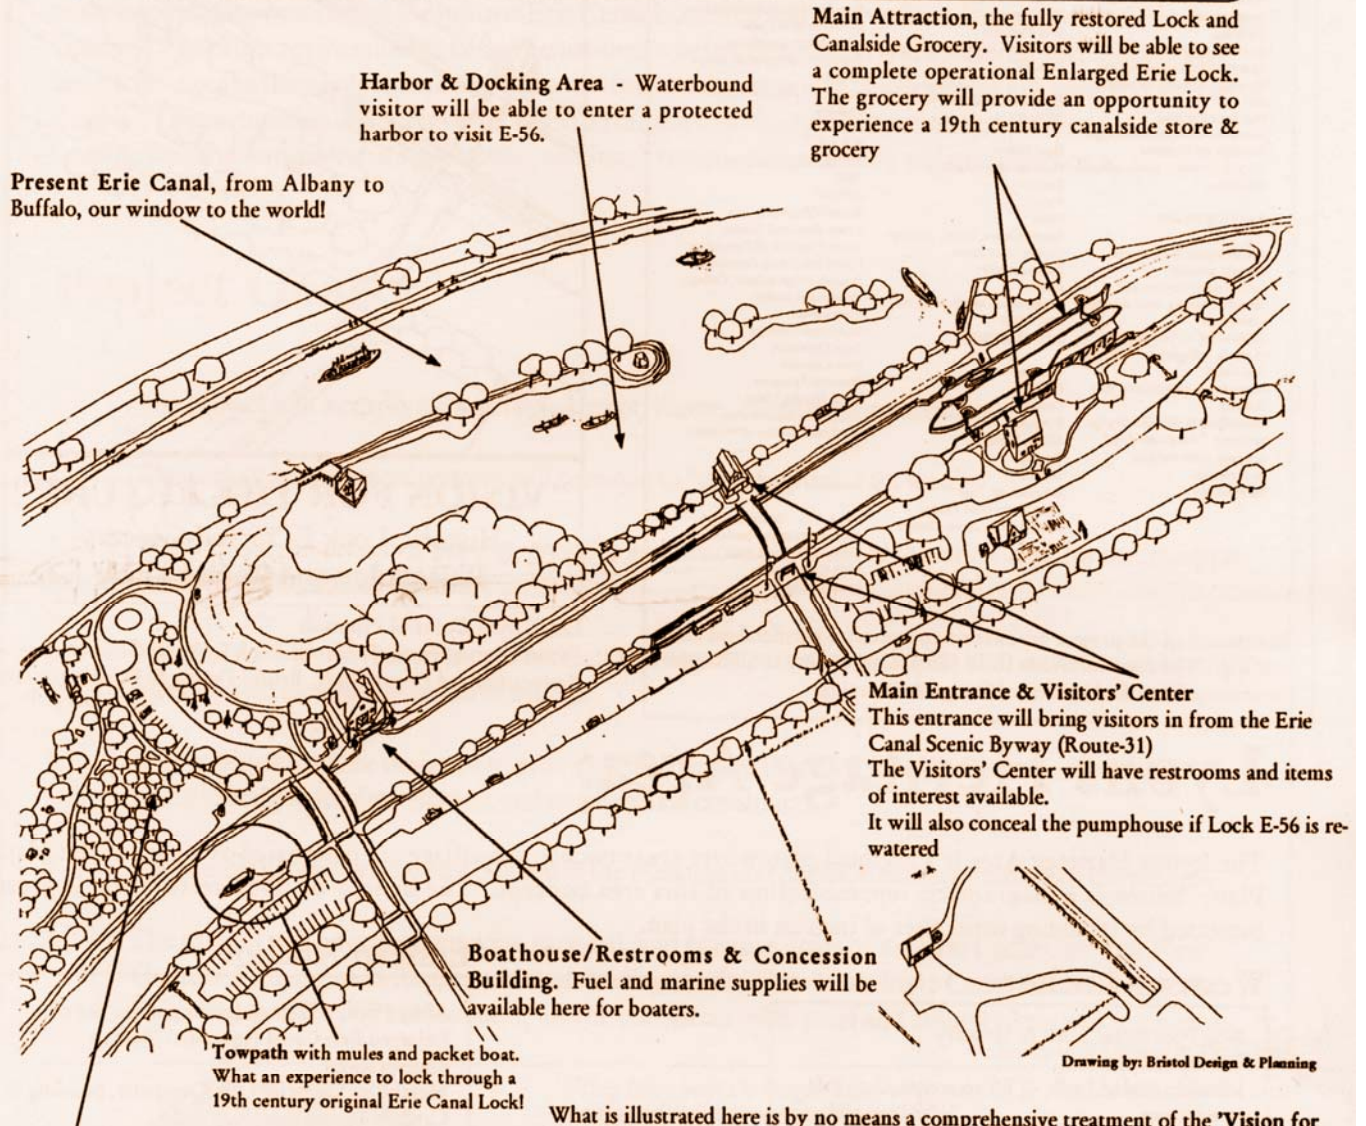 Main Attraction, the fully restored Lock and
Canalside Grocery. Visitors will be able to see
a complete operational Enlarged Erie Lock.
The grocery will provide an opportunity to
experience a 19th century canalside store &
grocery
Harbor & Docking Area - Waterbound
visitor will be able to enter a protected
harbor to visit E-56.
Present Erie Canal, from Albany to
Buffalo, our window to the world!
Main Entrance & Visitors' Center
This entrance will bring visitors in from the Erie
Canal Scenic Byway (Route-31)
The Visitors' Center will have restrooms and items
of interest available.
It will also conceal the pumphouse if Lock E-56 is re-
watered
Boathouse/Restrooms & Concession
Building. Fuel and marine supplies will be
available here for boaters.
Towpath with mules and packet boat.
What an experience to lock through a
19th century original Erie Canal Lock!
Drawing by: Bristol Design & Planning
What is illustrated here is by no means a comprehensive treatment of the 'Vision for